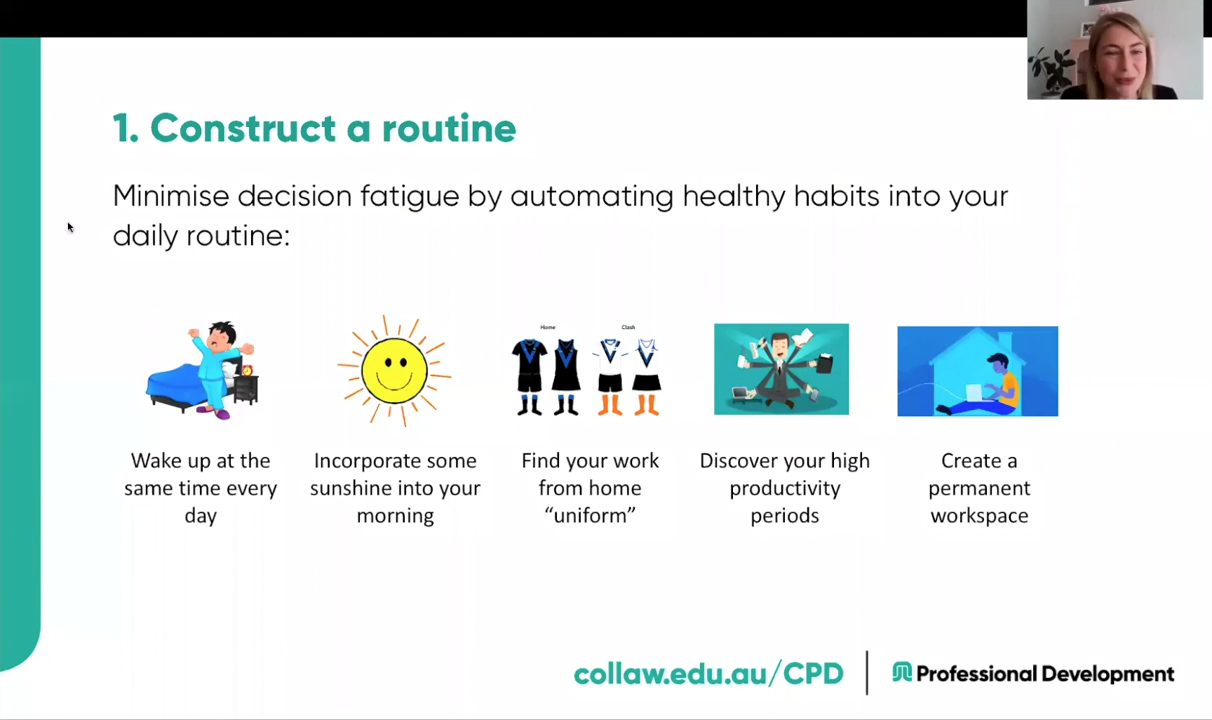 1. Construct a routine
Minimise decision fatigue by automating healthy habits into your
daily routine:
Home
Clash
Wake up at the
same time every
day
Incorporate some
sunshine into your
morning
Find your work
from home
“uniform”
Discover your high
productivity
periods
Create a
permanent
workspace
collaw.edu.au/CPD
Professional Development